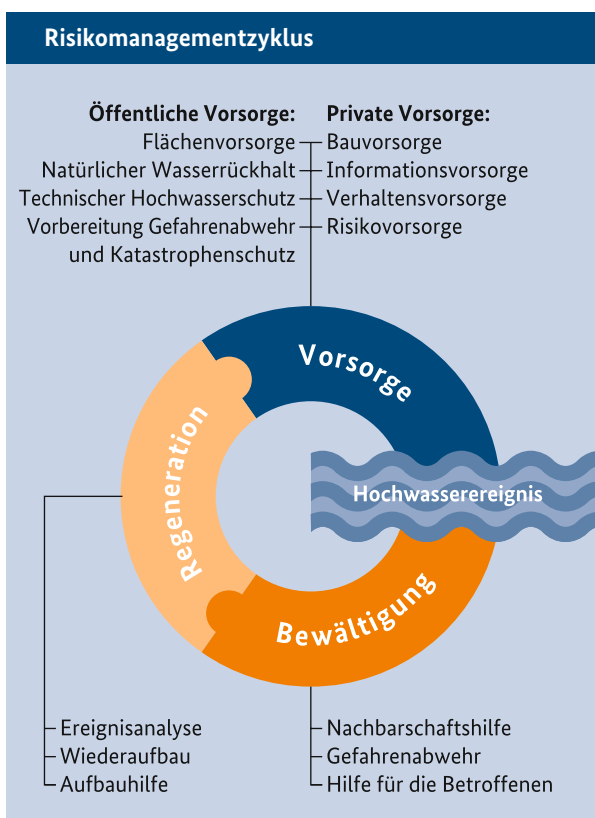 Risikomanagementzyklus
Öffentliche Vorsorge:
Flächenvorsorge
Natürlicher Wasserrückhalt
Technischer Hochwasserschutz
Vorbereitung Gefahrenabwehr
und Katastrophenschutz
Private Vorsorge:
Bauvorsorge
Informationsvorsorge
Verhaltensvorsorge
Risikovorsorge
Vorsorge
Hochwasserereignis
Bewältigung
Regeneration
Ereignisanalyse
Wiederaufbau
Aufbauhilfe
Nachbarschaftshilfe
Gefahrenabwehr
Hilfe für die Betroffenen